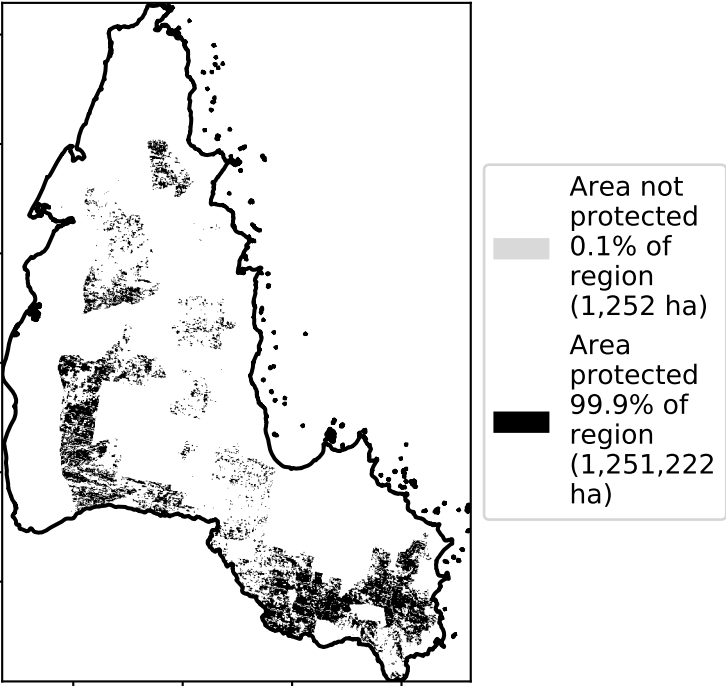 Area not
protected
0.1% of
region
(1,252 ha)
Area
protected
99.9% of
region
(1,251,222
ha)